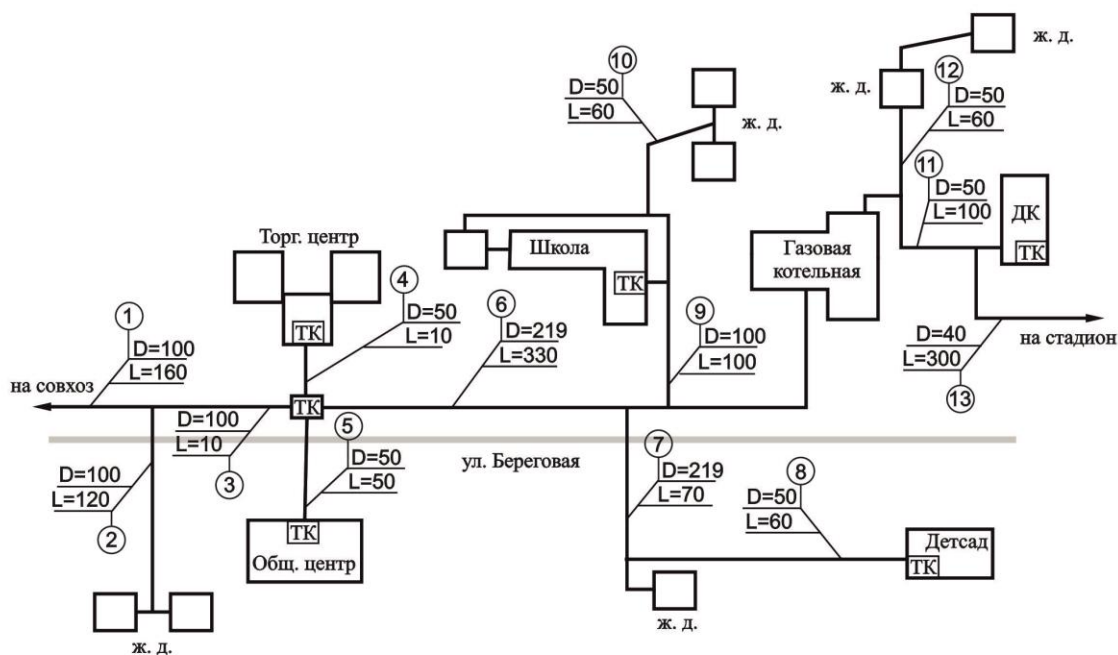 ж. д.
10
12
D=50
L=60
ж. д.
D=50
L=60
ж. д.
11
D=50
L=100
ДК
ТК
Торг. центр
Школа
ТК
Газовая
котельная
1
4
6
9
ТК
D=50
L=10
D=219
L=330
D=100
L=100
D=40
L=300
13
на стадион
D=100
L=160
на совхоз
ТК
D=100
L=10
3
5
ул. Береговая
7
8
D=100
L=120
2
D=50
L=50
D=219
L=70
D=50
L=60
ТК
Общ. центр
Детсад
ТК
ж. д.
ж. д.